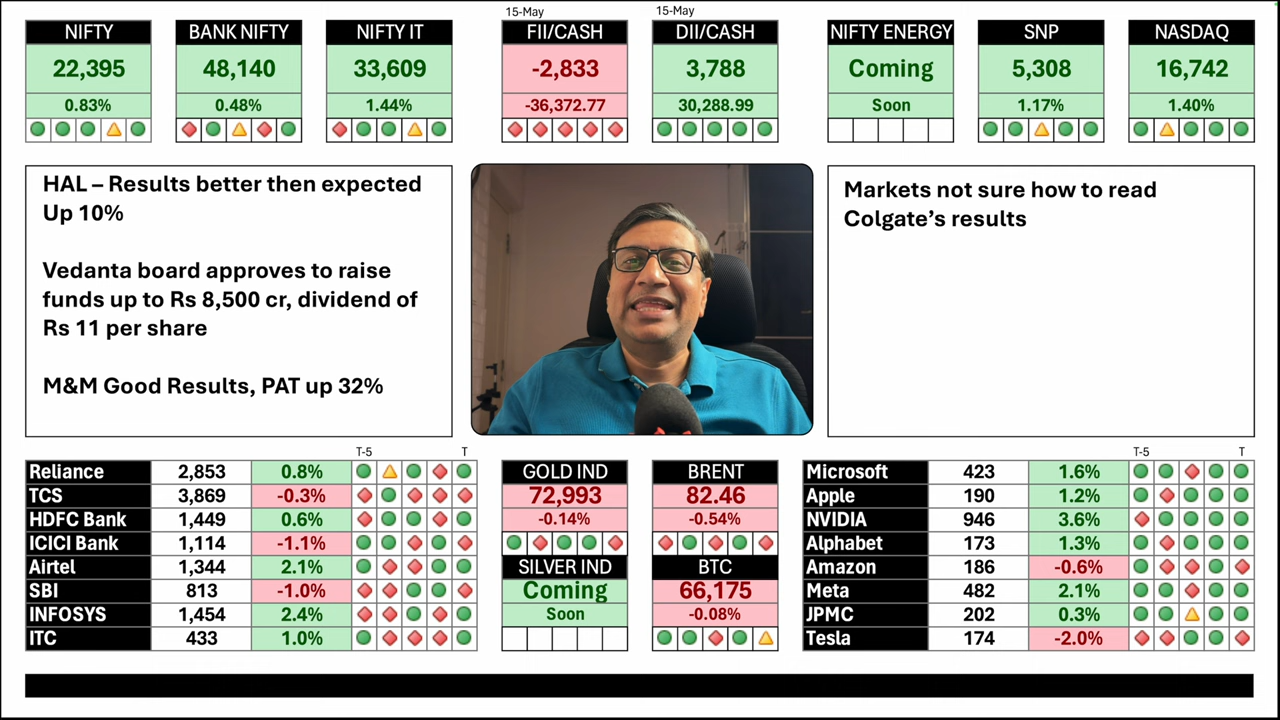 15-May
15-May
NIFTY
BANK NIFTY
NIFTY IT
FII/CASH
DII/CASH
NIFTY ENERGY
SNP
NASDAQ
22,395
48,140
33,609
-2,833
3,788
Coming
5,308
16,742
0.83%
0.48%
1.44%
-36,372.77
30,288.99
Soon
1.17%
1.40%
HAL – Results better then expected
Up 10%
Vedanta board approves to raise
funds up to Rs 8,500 cr, dividend of
Rs 11 per share
M&M Good Results, PAT up 32%
Markets not sure how to read
Colgate's results
T-5 T
Reliance 2,853 0.8%
TCS 3,869 -0.3%
HDFC Bank 1,449 0.6%
ICICI Bank 1,114 -1.1%
Airtel 1,344 2.1%
SBI 813 -1.0%
INFOSYS 1,454 2.4%
ITC 433 1.0%
GOLD IND
72,993
-0.14%
SILVER IND
Coming
Soon
BRENT
82.46
-0.54%
BTC
66,175
-0.08%
T-5 T
Microsoft 423 1.6%
Apple 190 1.2%
NVIDIA 946 3.6%
Alphabet 173 1.3%
Amazon 186 -0.6%
Meta 482 2.1%
JPMC 202 0.3%
Tesla 174 -2.0%